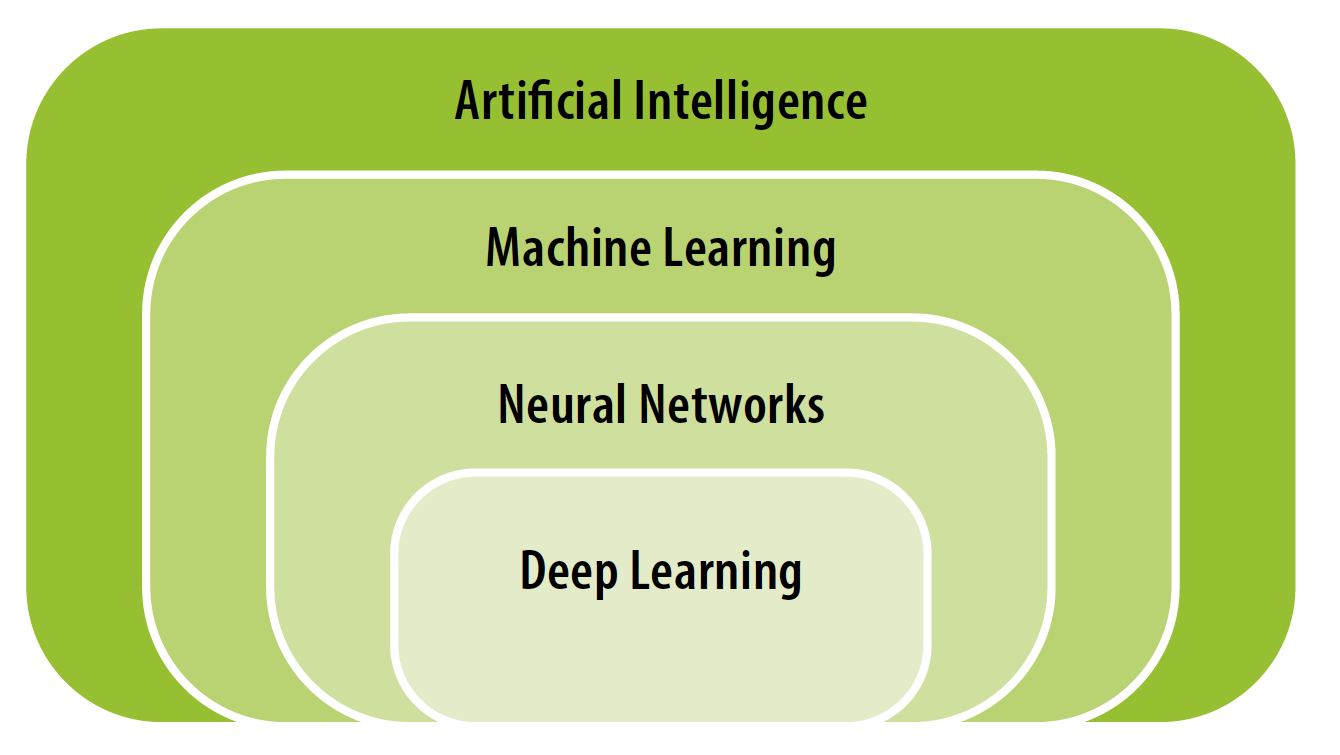 Artificial Intelligence
Machine Learning
Neural Networks
Deep Learning